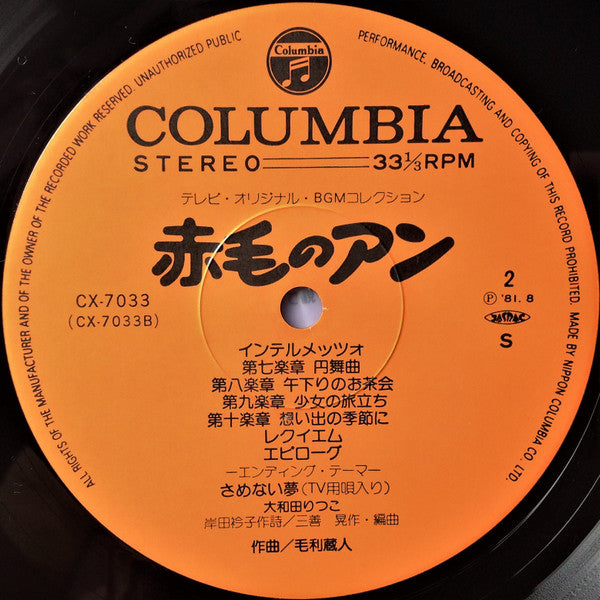 Columbia
COLUMBIA
STEREO 33⅓RPM
テレビ・オリジナル・BGMコレクション
赤毛のアン
CX-7033
(CX-7033B)
2
Ⓟ '81.8
JASRAC
S
インテルメッツォ
第七楽章 円舞曲
第八楽章 午下りのお茶会
第九楽章 少女の旅立ち
第十楽章 想い出の季節に
レクイエム
エピローグ
ーエンディング・テーマー
さめない夢(TV用唄入り)
大和田りつこ
岸田衿子作詩/三善 晃作・編曲
作曲/毛利蔵人
ALL RIGHTS OF THE MANUFACTURER AND OF THE OWNER OF THE RECORDED WORK RESERVED. UNAUTHORIZED PUBLIC PERFORMANCE, BROADCASTING AND COPYING OF THIS RECORD PROHIBITED. MADE BY NIPPON COLUMBIA CO. LTD.